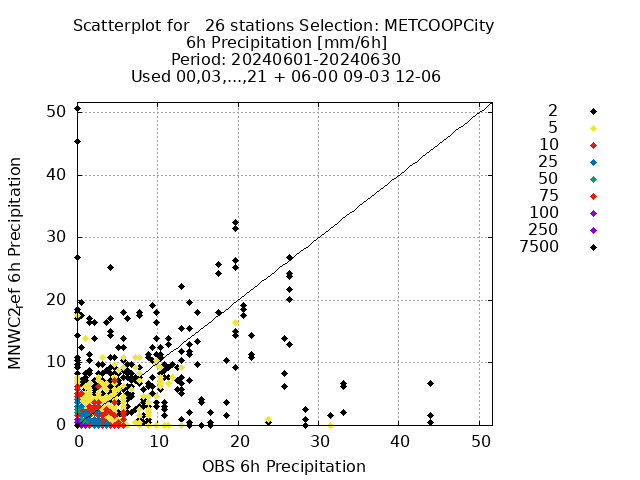 Scatterplot for   26 stations Selection: METCOOPCity
6h Precipitation [mm/6h]
Period: 20240601-20240630
Used 00,03,...,21 + 06-00 09-03 12-06
MNWC2ref 6h Precipitation
50
40
30
20
10
0
0 10 20 30 40 50
OBS 6h Precipitation
2
5
10
25
50
75
100
250
7500